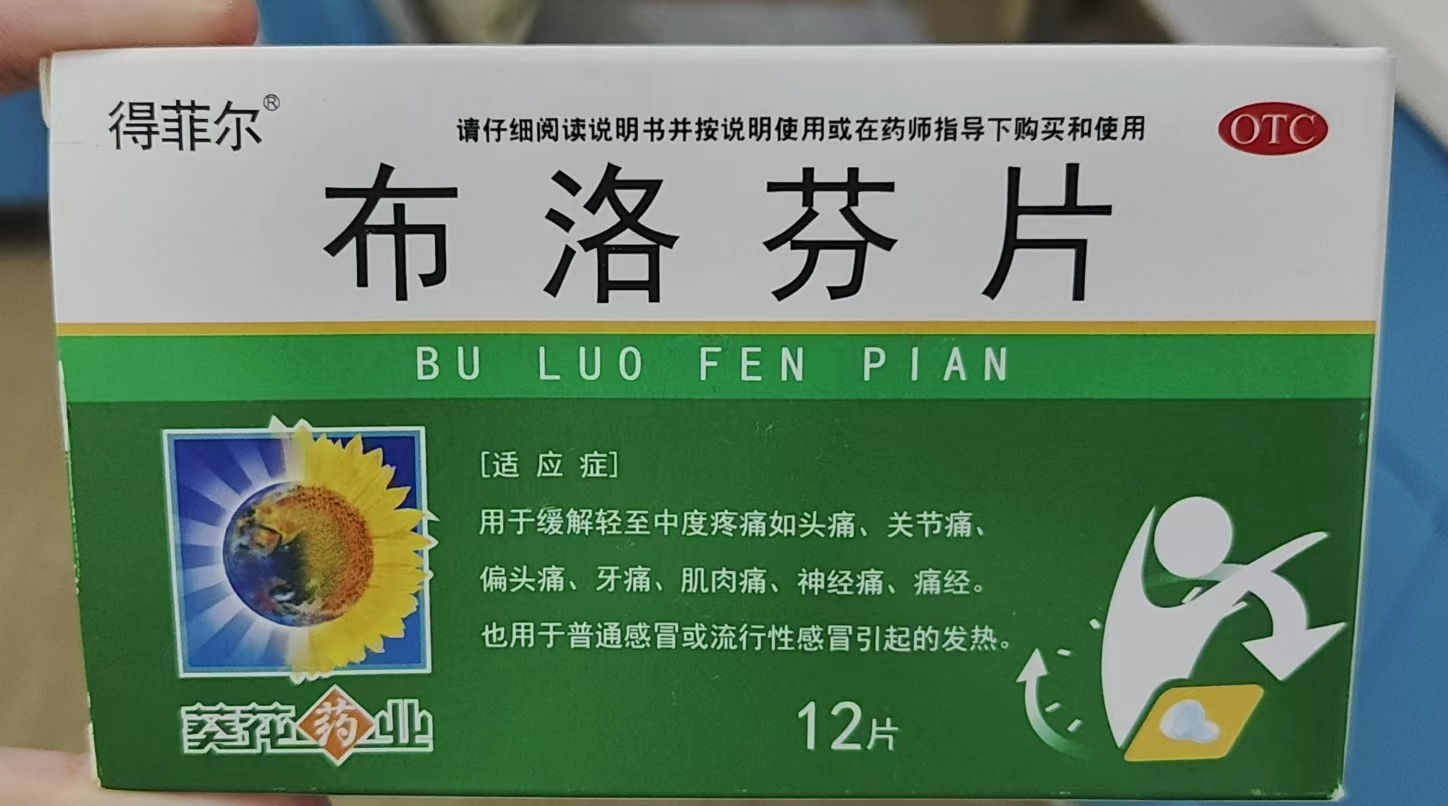 得菲尔®
请仔细阅读说明书并按说明使用或在药师指导下购买和使用
OTC
布洛芬片
BU LUO FEN PIAN
[适应症]
用于缓解轻至中度疼痛如头痛、关节痛、
偏头痛、牙痛、肌肉痛、神经痛、痛经。
也用于普通感冒或流行性感冒引起的发热。
葵花药业
12片